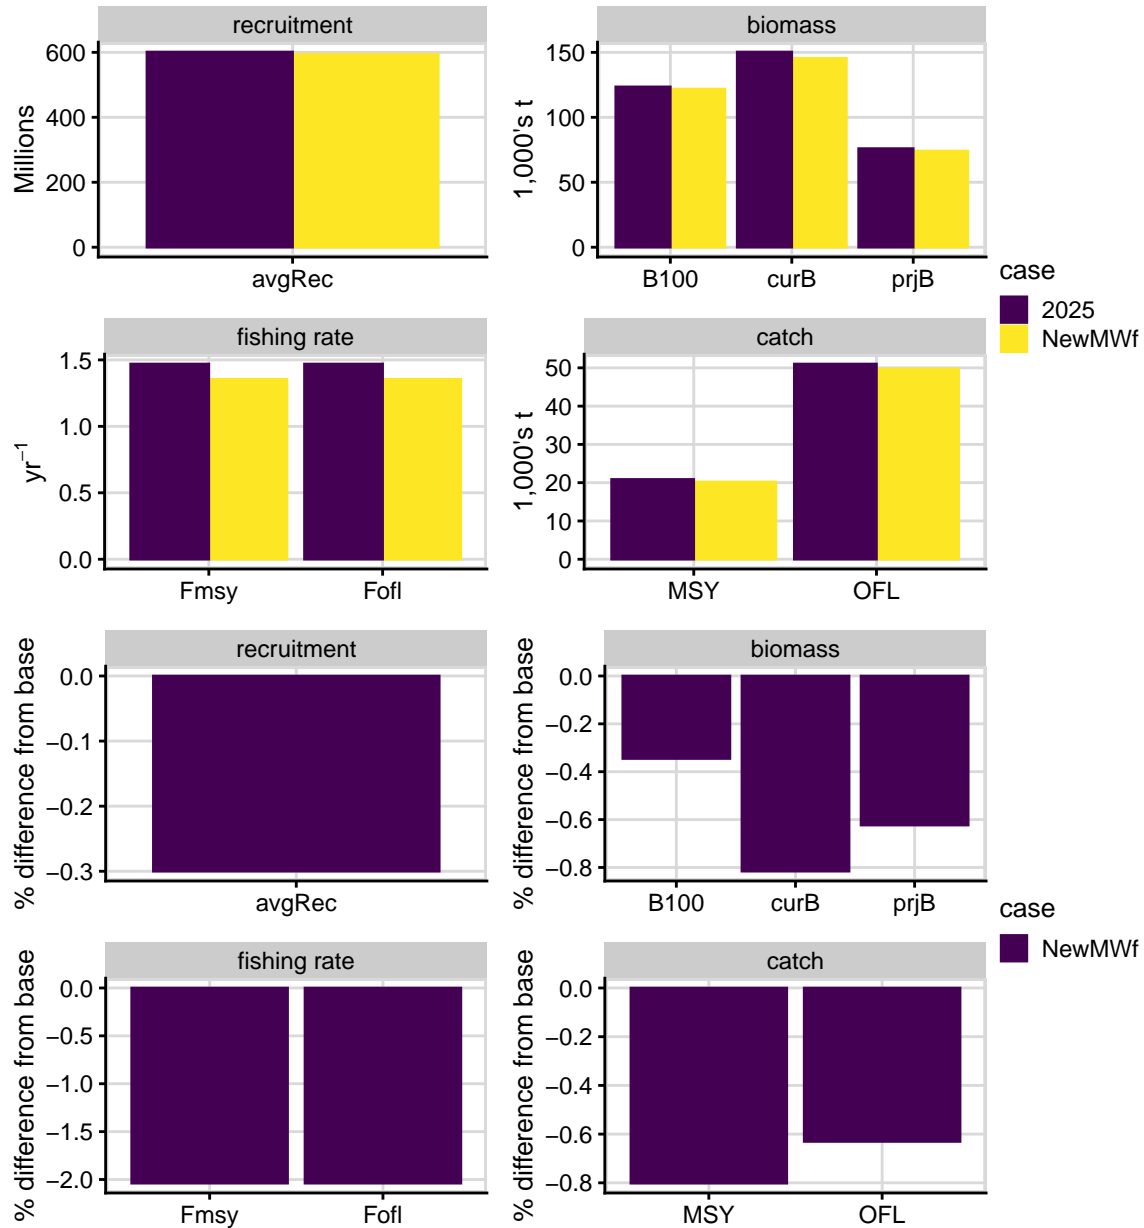 recruitment
Millions
600
400
200
0
avgRec
biomass
1,000's t
150
100
50
0
B100 curB prjB
case
2025
NewMWf
fishing rate
yr⁻¹
1.5
1.0
0.5
0.0
Fmsy Fofl
catch
1,000's t
50
40
30
20
10
0
MSY OFL
recruitment
% difference from base
0.0
−0.1
−0.2
−0.3
avgRec
biomass
% difference from base
0.0
−0.2
−0.4
−0.6
−0.8
B100 curB prjB
case
NewMWf
fishing rate
% difference from base
0.0
−0.5
−1.0
−1.5
−2.0
Fmsy Fofl
catch
% difference from base
0.0
−0.2
−0.4
−0.6
−0.8
MSY OFL